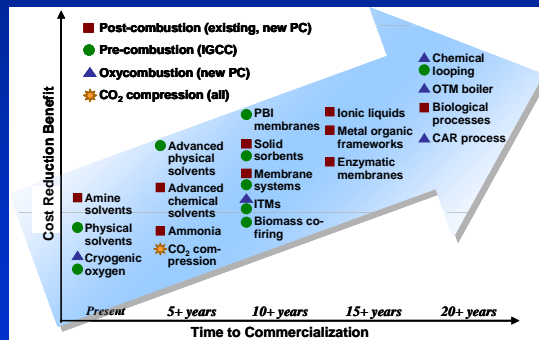 Post-combustion (existing, new PC)
Pre-combustion (IGCC)
Oxycombustion (new PC)
CO2 compression (all)
Cost Reduction Benefit
Amine
solvents
Physical
solvents
Cryogenic
oxygen
Advanced
physical
solvents
Advanced
chemical
solvents
Ammonia
CO2 com-
pression
PBI
membranes
Solid
sorbents
Membrane
systems
ITMs
Biomass co-
firing
Ionic liquids
Metal organic
frameworks
Enzymatic
membranes
Chemical
looping
OTM boiler
Biological
processes
CAR process
Present
5+ years
10+ years
15+ years
20+ years
Time to Commercialization